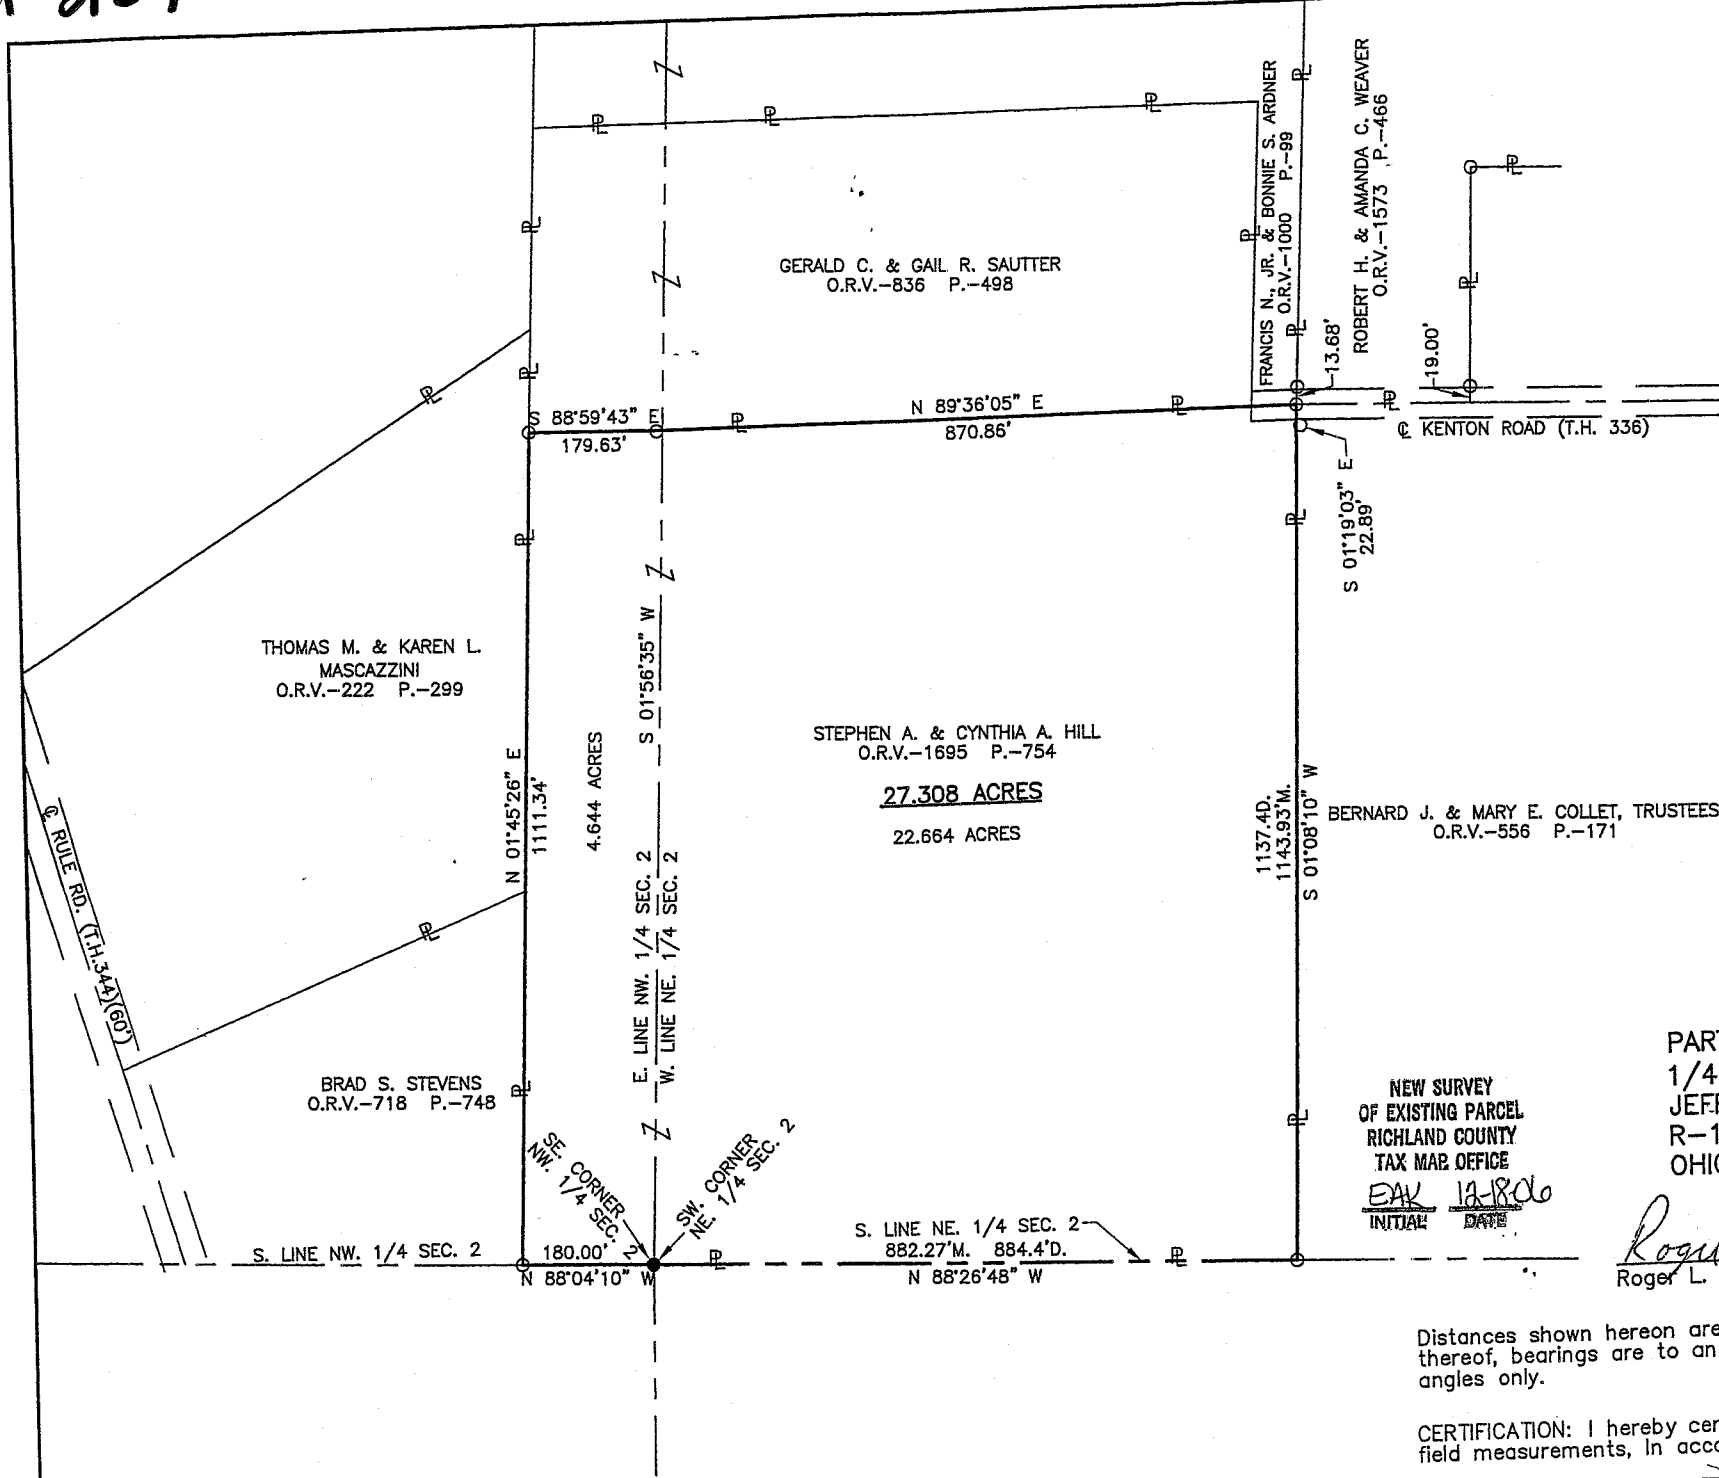 FRANCIS N., JR. & BONNIE S. ARDNER
O.R.V.-1000 P.-99
ROBERT H. & AMANDA C. WEAVER
O.R.V.-1573 P.-466
GERALD C. & GAIL R. SAUTTER
O.R.V.-836 P.-498
13.68'
19.00'
S 88°59'43" E
179.63'
N 89°36'05" E
870.86'
℄ KENTON ROAD (T.H. 336)
S 01°19'03" E
22.89'
THOMAS M. & KAREN L.
MASCAZZINI
O.R.V.-222 P.-299
S 01°56'35" W
N 01°45'26" E
1111.34'
4.644 ACRES
STEPHEN A. & CYNTHIA A. HILL
O.R.V.-1695 P.-754
27.308 ACRES
22.664 ACRES
1137.4D.
1143.93'M.
S 01°08'10" W
BERNARD J. & MARY E. COLLET, TRUSTEES
O.R.V.-556 P.-171
℄ RULE RD. (T.H.344)(60')
E. LINE NW. 1/4 SEC. 2
W. LINE NE. 1/4 SEC. 2
BRAD S. STEVENS
O.R.V.-718 P.-748
SE. CORNER
NW. 1/4 SEC. 2
SW. CORNER
NE. 1/4 SEC. 2
NEW SURVEY
OF EXISTING PARCEL
RICHLAND COUNTY
TAX MAP OFFICE
EAK 12-18-06
INITIAL DATE
PAR
1/4
JEF
R-1
OHI
S. LINE NW. 1/4 SEC. 2
180.00'
N 88°04'10" W
S. LINE NE. 1/4 SEC. 2
882.27'M. 884.4'D.
N 88°26'48" W
Roger L.
Distances shown hereon are
thereof, bearings are to an
angles only.
CERTIFICATION: I hereby cer
field measurements, In acco